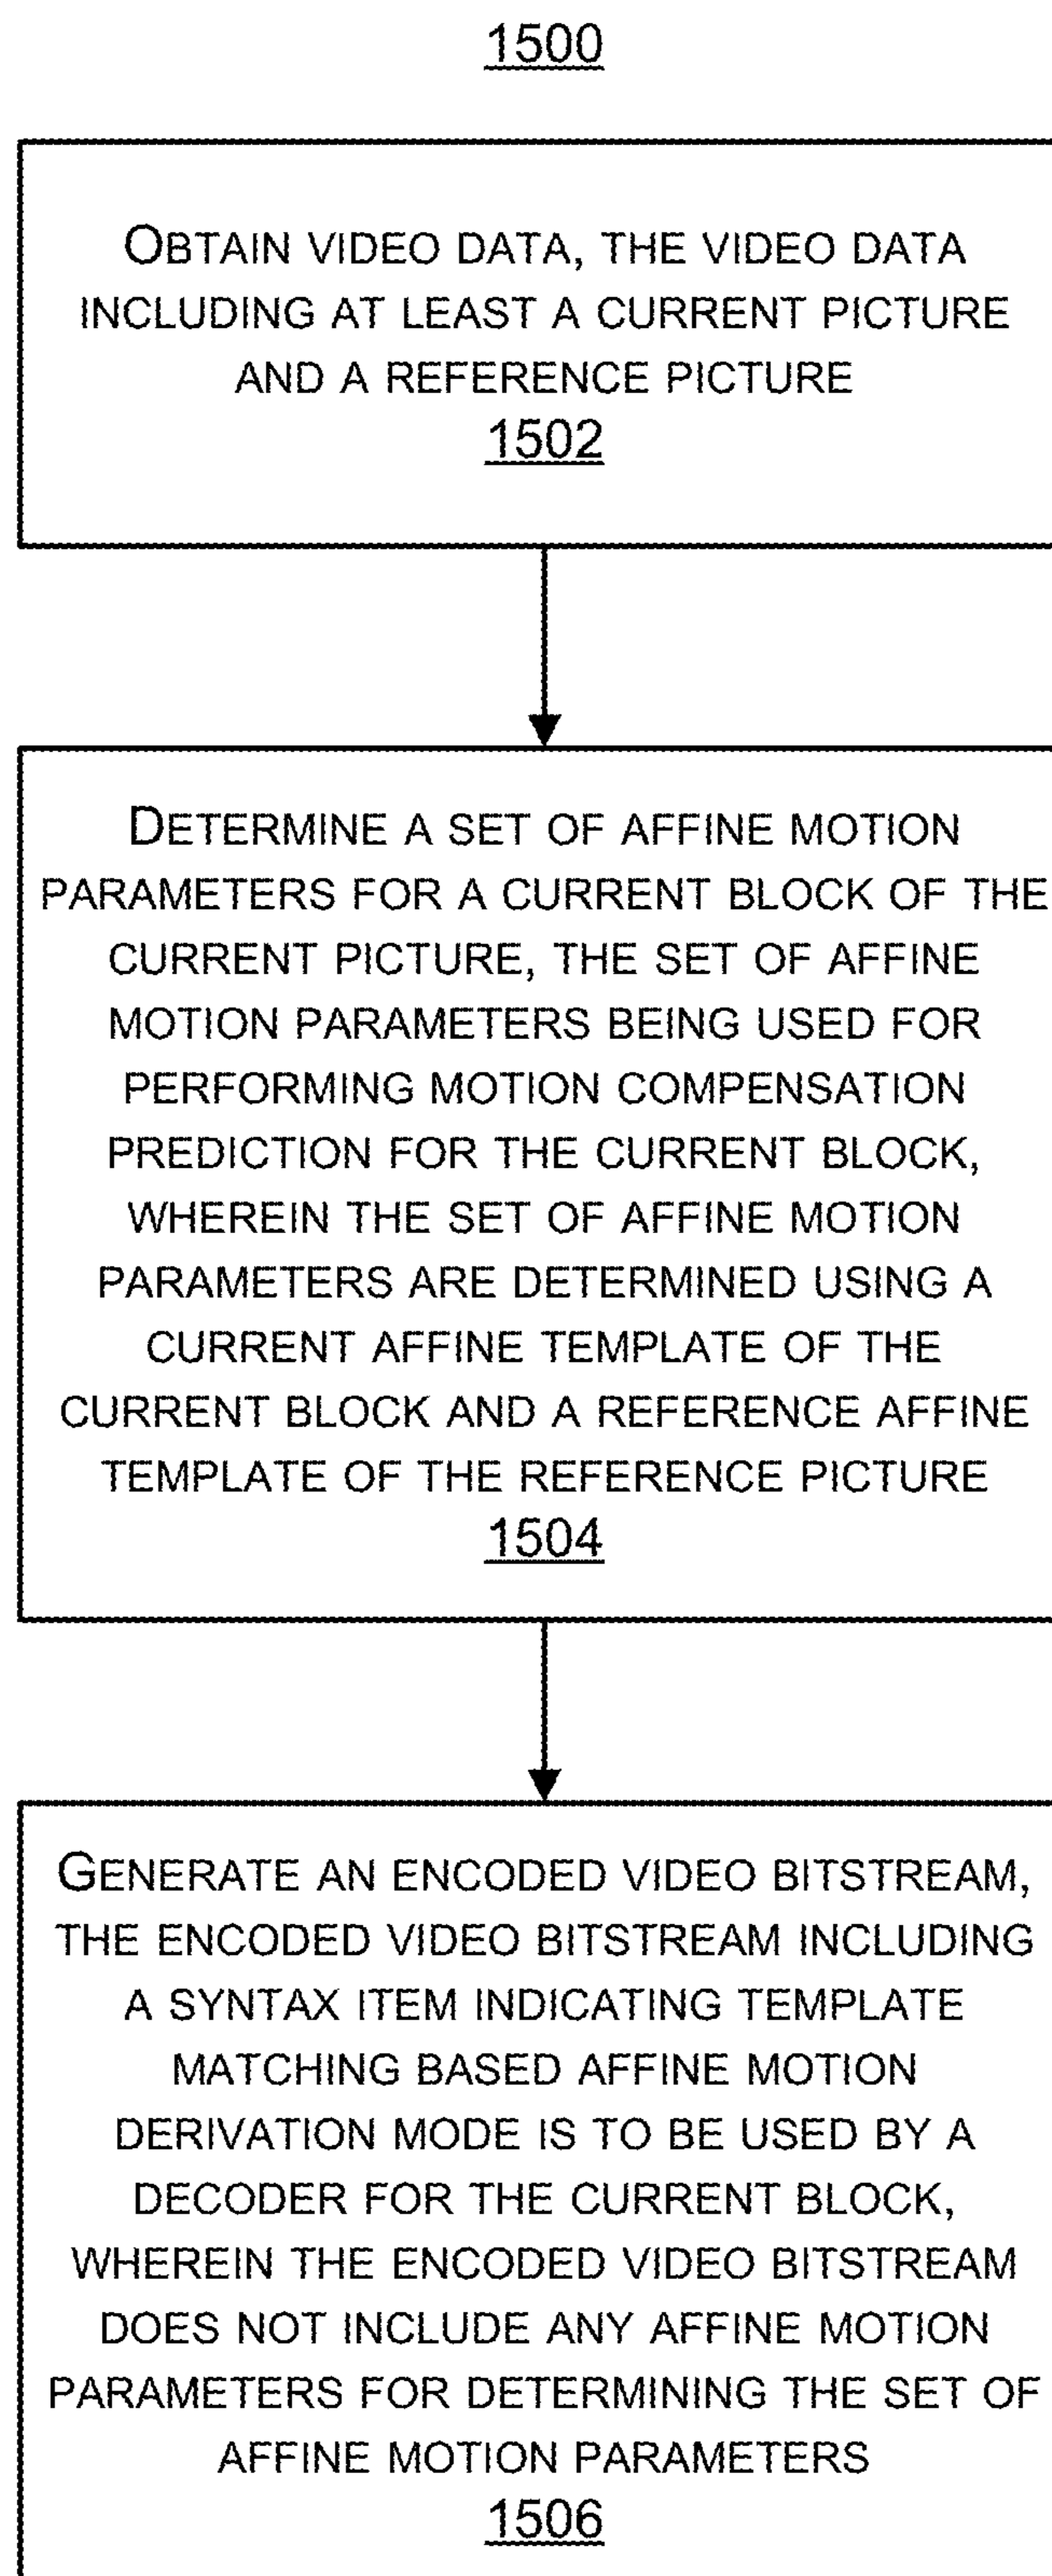 1500
OBTAIN VIDEO DATA, THE VIDEO DATA
INCLUDING AT LEAST A CURRENT PICTURE
AND A REFERENCE PICTURE
1502
DETERMINE A SET OF AFFINE MOTION
PARAMETERS FOR A CURRENT BLOCK OF THE
CURRENT PICTURE, THE SET OF AFFINE
MOTION PARAMETERS BEING USED FOR
PERFORMING MOTION COMPENSATION
PREDICTION FOR THE CURRENT BLOCK,
WHEREIN THE SET OF AFFINE MOTION
PARAMETERS ARE DETERMINED USING A
CURRENT AFFINE TEMPLATE OF THE
CURRENT BLOCK AND A REFERENCE AFFINE
TEMPLATE OF THE REFERENCE PICTURE
1504
GENERATE AN ENCODED VIDEO BITSTREAM,
THE ENCODED VIDEO BITSTREAM INCLUDING
A SYNTAX ITEM INDICATING TEMPLATE
MATCHING BASED AFFINE MOTION
DERIVATION MODE IS TO BE USED BY A
DECODER FOR THE CURRENT BLOCK,
WHEREIN THE ENCODED VIDEO BITSTREAM
DOES NOT INCLUDE ANY AFFINE MOTION
PARAMETERS FOR DETERMINING THE SET OF
AFFINE MOTION PARAMETERS
1506